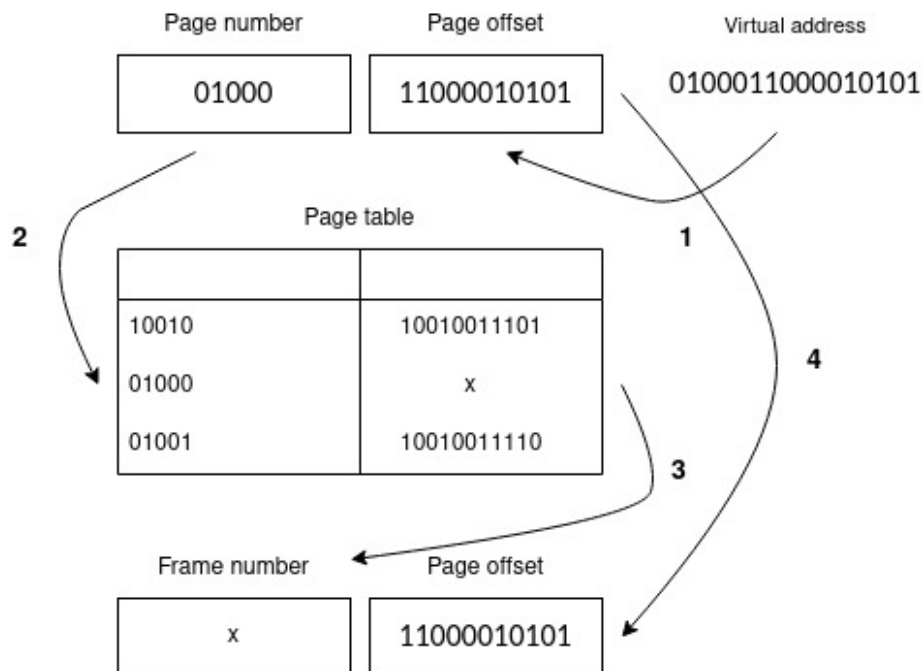 Page number Page offset Virtual address
01000 11000010101 0100011000010101
2 Page table 1
10010 10010011101
01000 x 4
01001 10010011110
3
Frame number Page offset
x 11000010101